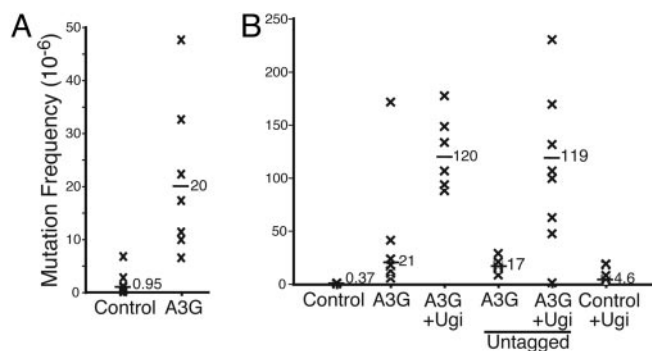 A
Mutation Frequency (10-6)
50
40
30
20
10
0
20
0.95
Control
A3G
B
250
200
150
100
50
0
0.37
21
120
17
119
4.6
Control
A3G
A3G
+Ugi
A3G
A3G
+Ugi
Control
+Ugi
Untagged